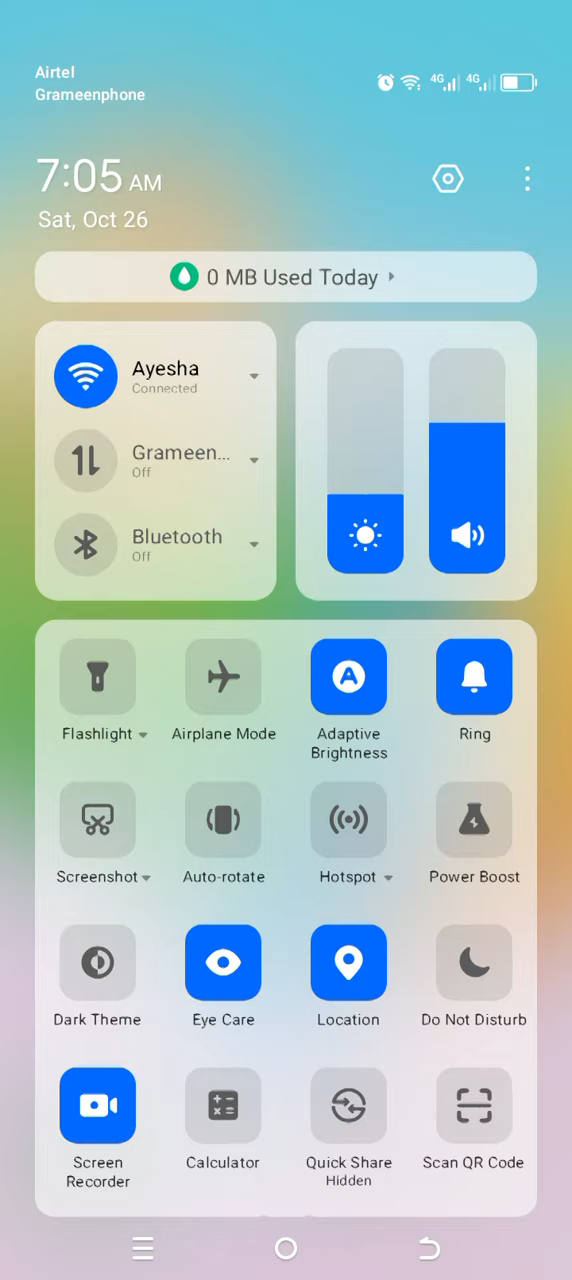 Airtel
Grameenphone
4G 4G
7:05 AM
Sat, Oct 26
0 MB Used Today
Ayesha
Connected
Grameen...
Off
Bluetooth
Off
Flashlight
Airplane Mode
Adaptive
Brightness
Ring
Screenshot
Auto-rotate
Hotspot
Power Boost
Dark Theme
Eye Care
Location
Do Not Disturb
Screen
Recorder
Calculator
Quick Share
Hidden
Scan QR Code